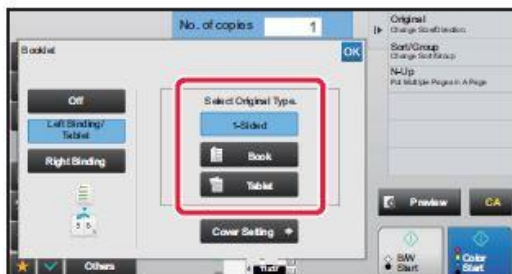 No. of copies 1
Booklet
OK
Off
Left Binding/
Tablet
Right Binding
Select Original Type.
1-Sided
Book
Tablet
Cover Setting
Others
Original
Change Size/Direction
Sort/Group
Change Sort/Group
N-Up
Put Multiple Pages in A Page
Preview
CA
B/W
Start
Color
Start